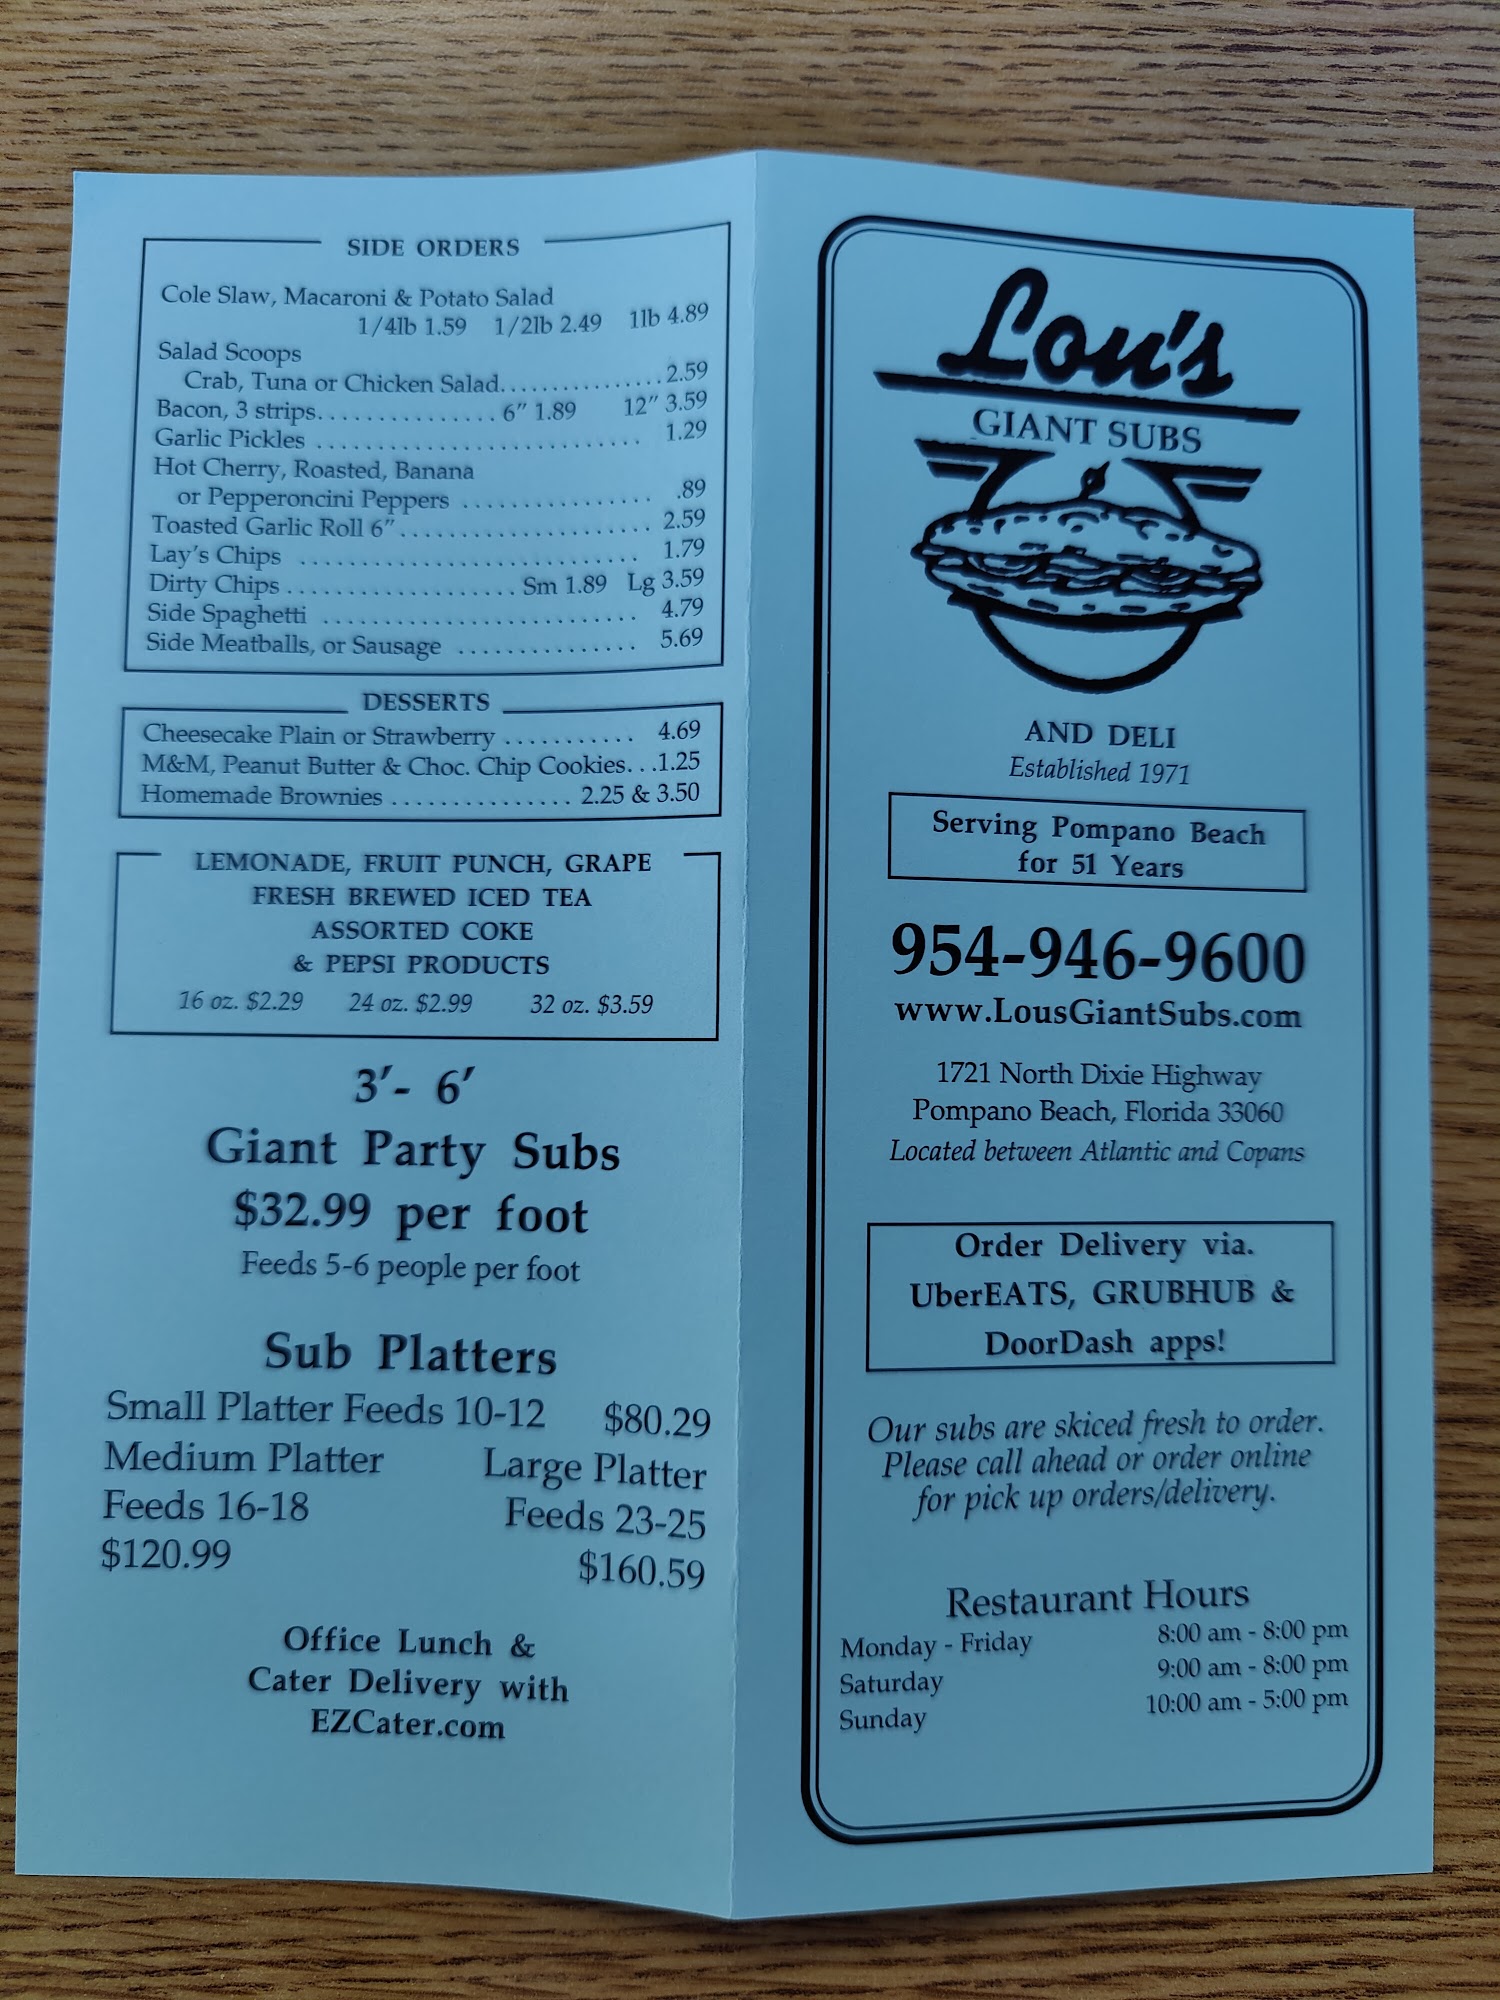 SIDE ORDERS
Cole Slaw, Macaroni & Potato Salad
1/4lb 1.59 1/2lb 2.49 1lb 4.89
Salad Scoops
Crab, Tuna or Chicken Salad................2.59
Bacon, 3 strips................ 6" 1.89 12" 3.59
Garlic Pickles .............................. 1.29
Hot Cherry, Roasted, Banana
or Pepperoncini Peppers ................. .89
Toasted Garlic Roll 6"...................... 2.59
Lay's Chips ............................... 1.79
Dirty Chips..................... Sm 1.89 Lg 3.59
Side Spaghetti ............................ 4.79
Side Meatballs, or Sausage ................ 5.69
DESSERTS
Cheesecake Plain or Strawberry ........... 4.69
M&M, Peanut Butter & Choc. Chip Cookies...1.25
Homemade Brownies ............... 2.25 & 3.50
LEMONADE, FRUIT PUNCH, GRAPE
FRESH BREWED ICED TEA
ASSORTED COKE
& PEPSI PRODUCTS
16 oz. $2.29 24 oz. $2.99 32 oz. $3.59
3'- 6'
Giant Party Subs
$32.99 per foot
Feeds 5-6 people per foot
Sub Platters
Small Platter Feeds 10-12 $80.29
Medium Platter Large Platter
Feeds 16-18 Feeds 23-25
$120.99 $160.59
Office Lunch &
Cater Delivery with
EZCater.com
Lou's
GIANT SUBS
AND DELI
Established 1971
Serving Pompano Beach
for 51 Years
954-946-9600
www.LousGiantSubs.com
1721 North Dixie Highway
Pompano Beach, Florida 33060
Located between Atlantic and Copans
Order Delivery via.
UberEATS, GRUBHUB &
DoorDash apps!
Our subs are skiced fresh to order.
Please call ahead or order online
for pick up orders/delivery.
Restaurant Hours
Monday - Friday 8:00 am - 8:00 pm
Saturday 9:00 am - 8:00 pm
Sunday 10:00 am - 5:00 pm